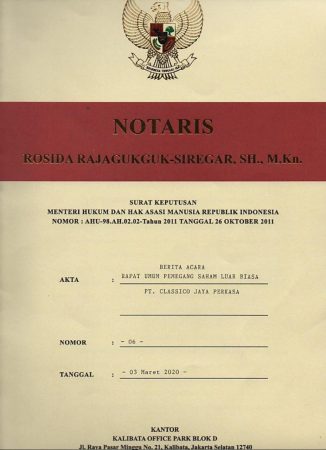 NOTARIS
ROSIDA RAJAGUKGUK-SIREGAR, SH., M.Kn.
SURAT KEPUTUSAN
MENTERI HUKUM DAN HAK ASASI MANUSIA REPUBLIK INDONESIA
NOMOR : AHU-98.AH.02.02-Tahun 2011 TANGGAL 26 OKTOBER 2011
BERITA ACARA
AKTA : RAPAT UMUM PEMEGANG SAHAM LUAR BIASA
PT. CLASSICO JAYA PERKASA
NOMOR : - 06 -
TANGGAL : - 03 Maret 2020 -
KANTOR
KALIBATA OFFICE PARK BLOK D
Jl. Raya Pasar Minggu No. 21, Kalibata, Jakarta Selatan 12740